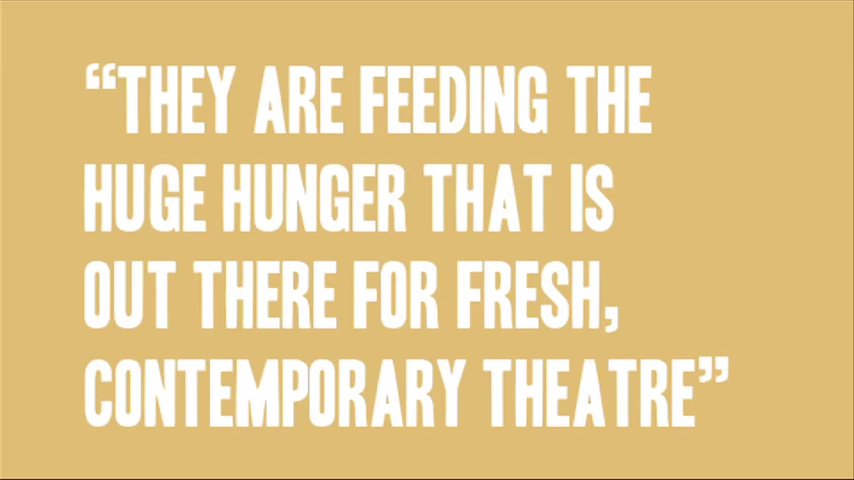 “THEY ARE FEEDING THE
HUGE HUNGER THAT IS
OUT THERE FOR FRESH,
CONTEMPORARY THEATRE”